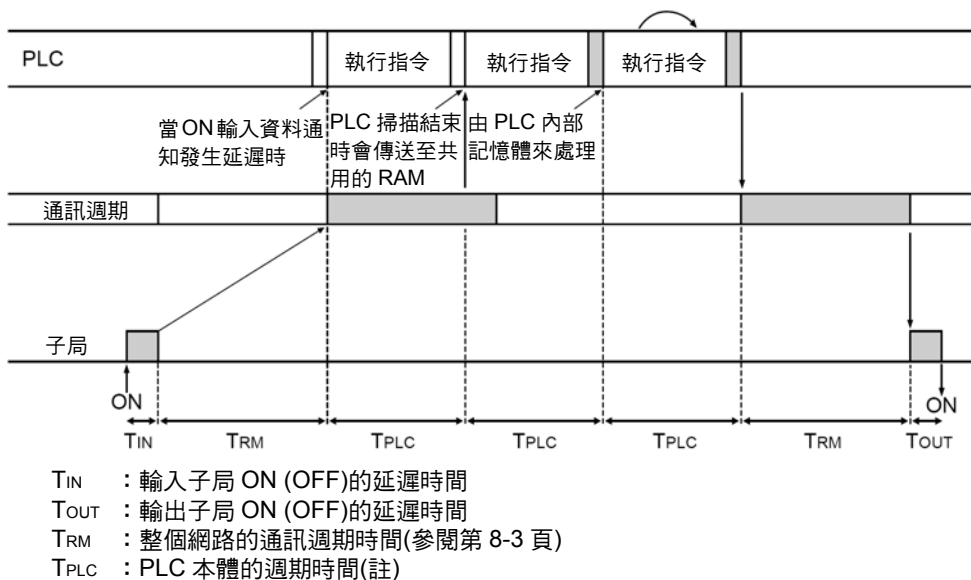 PLC
執行指令
執行指令
執行指令
當ON輸入資料通
知發生延遲時
PLC 掃描結束
時會傳送至共
用的 RAM
由 PLC 內部
記憶體來處理
通訊週期
子局
ON
ON
TIN
TRM
TPLC
TPLC
TPLC
TRM
TOUT
TIN :輸入子局 ON (OFF)的延遲時間
TOUT :輸出子局 ON (OFF)的延遲時間
TRM :整個網路的通訊週期時間(參閱第 8-3 頁)
TPLC :PLC 本體的週期時間(註)